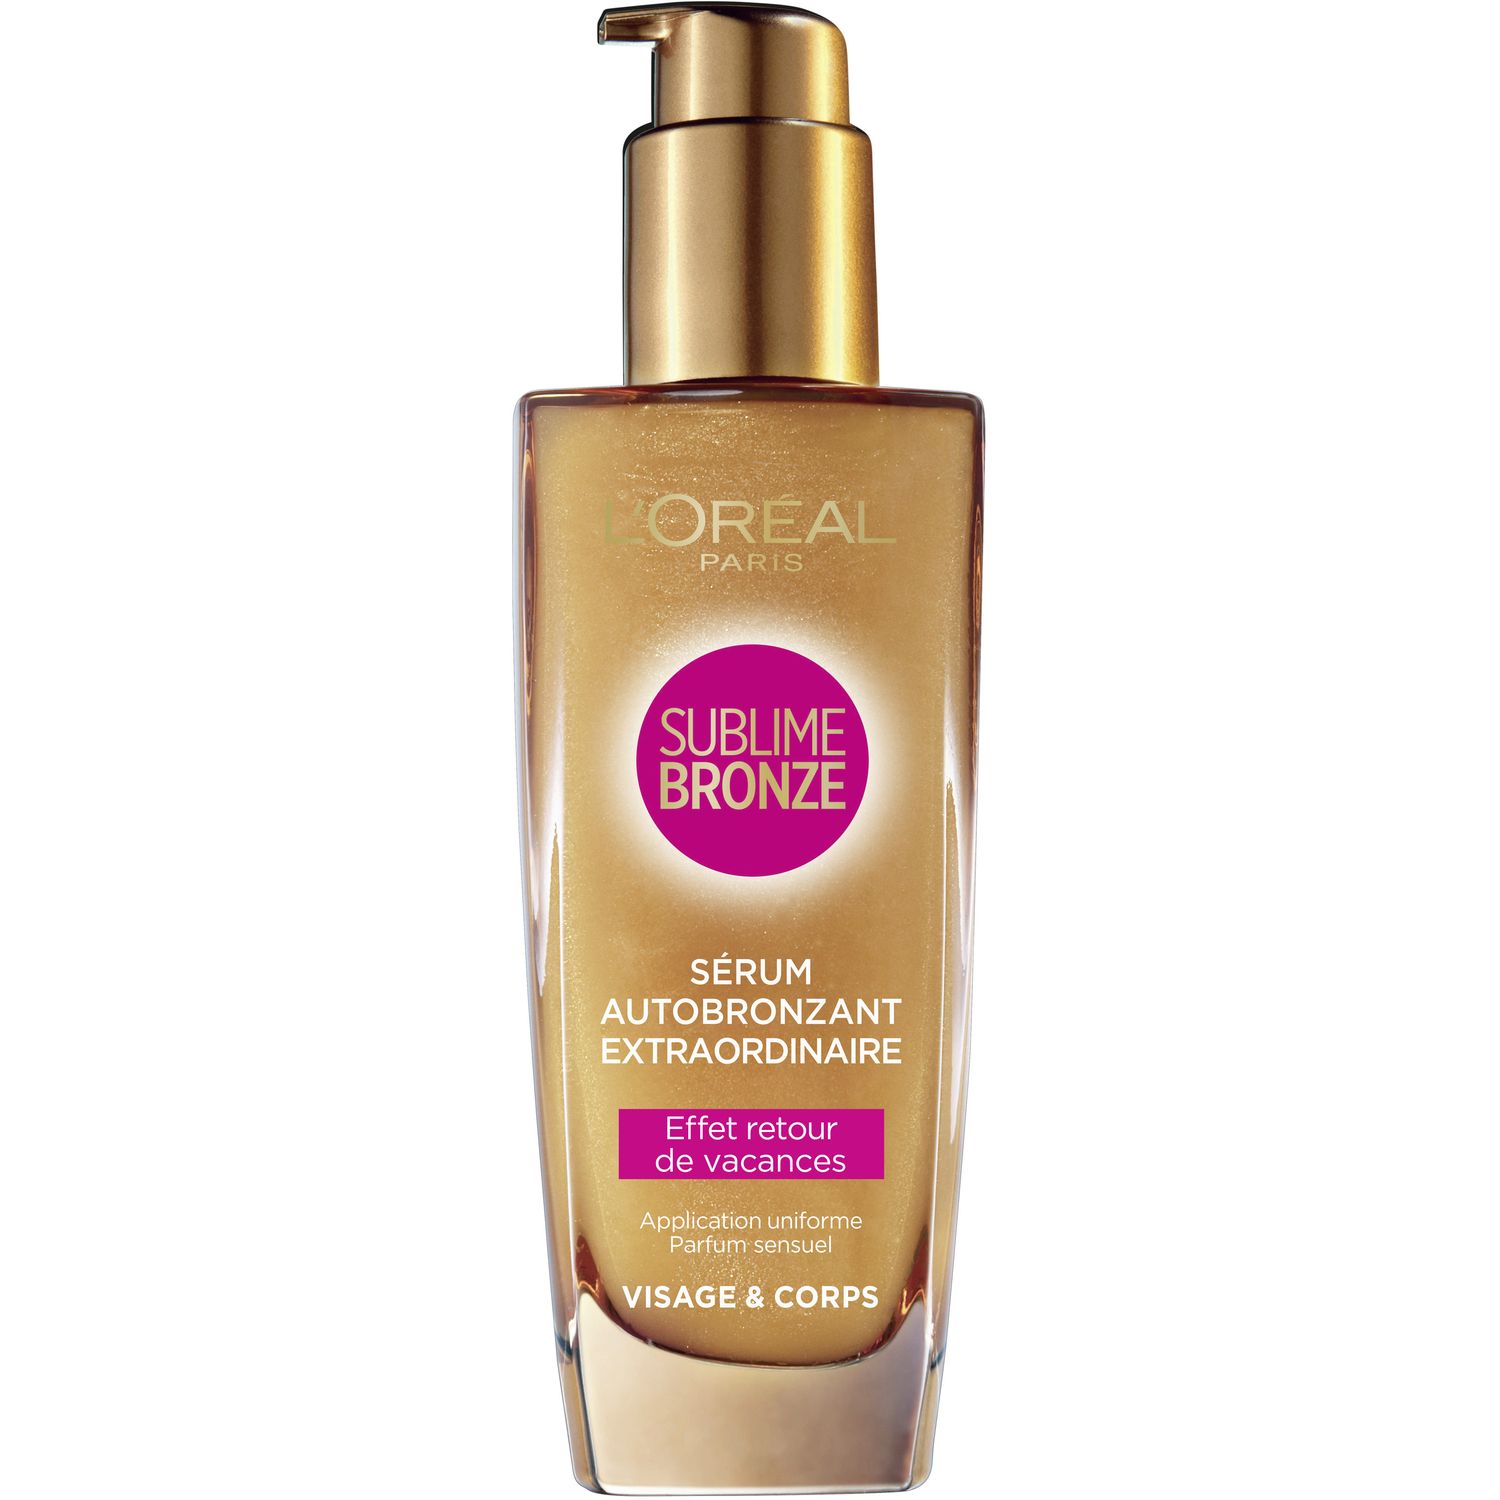 L'ORÉAL
PARIS
SUBLIME
BRONZE
SÉRUM
AUTOBRONZANT
EXTRAORDINAIRE
Effet retour
de vacances
Application uniforme
Parfum sensuel
VISAGE & CORPS